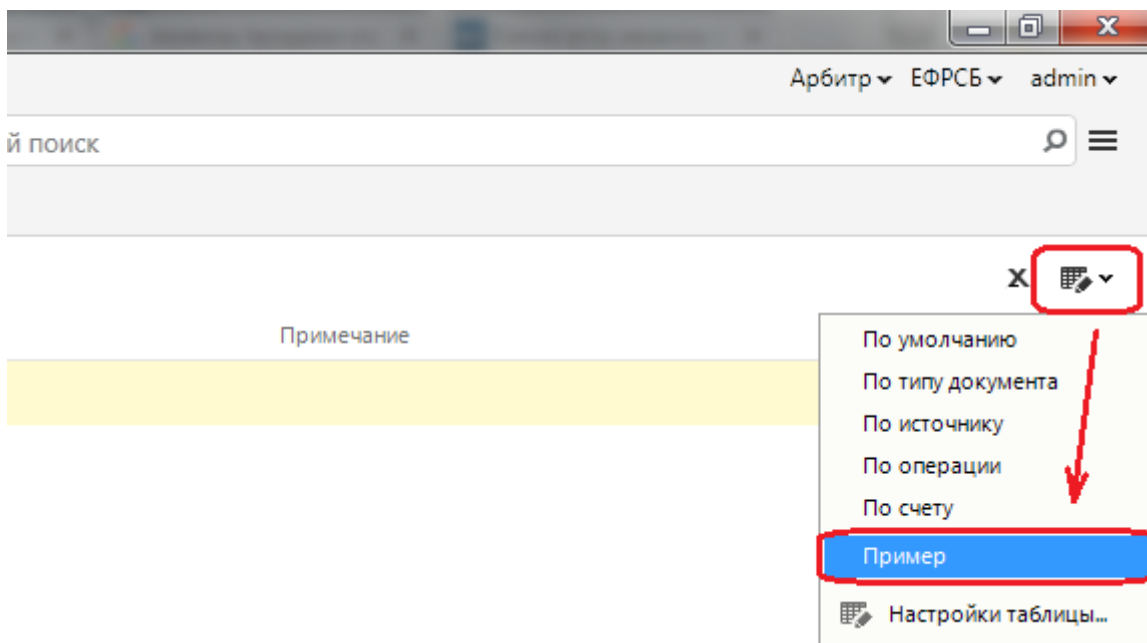 Арбитр ЕФРСБ admin
й поиск
Примечание
По умолчанию
По типу документа
По источнику
По операции
По счету
Пример
Настройки таблицы...